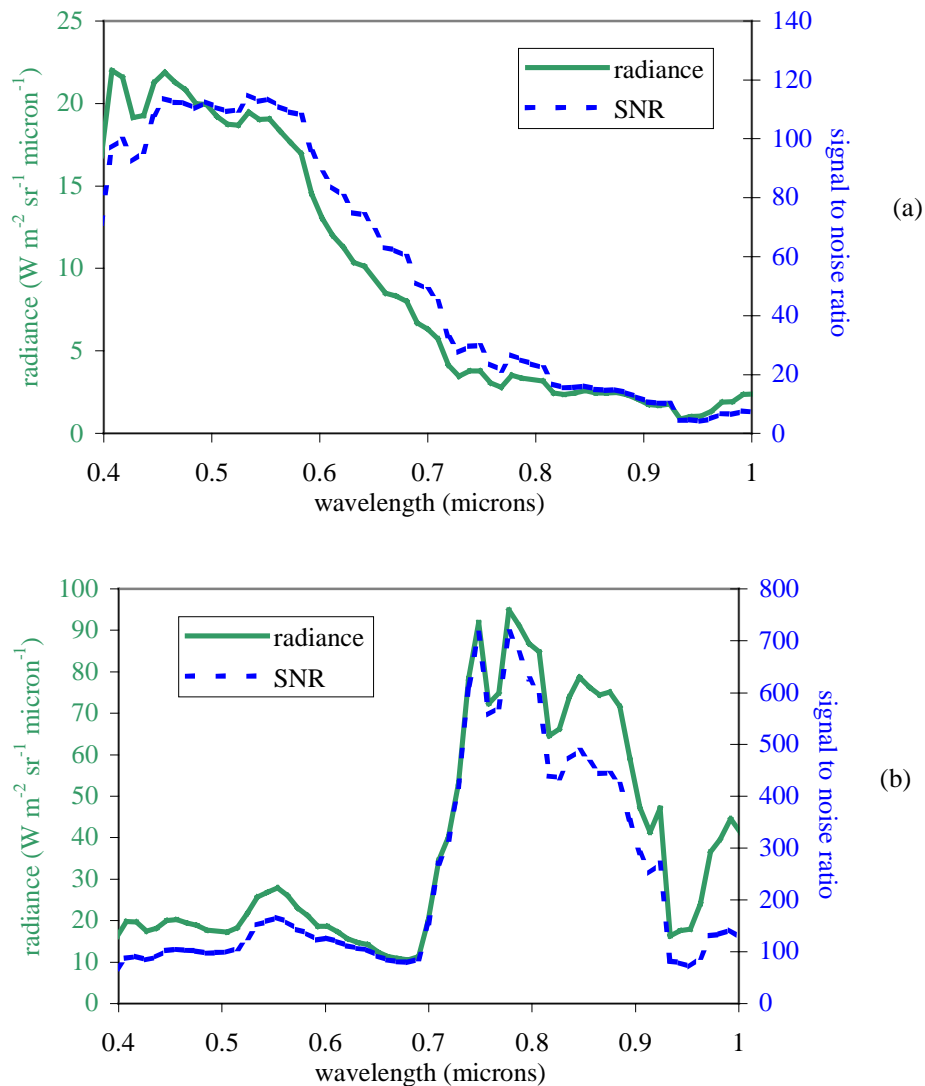 25
20
15
10
5
0
140
120
100
80
60
40
20
0
radiance (W m⁻² sr⁻¹ micron⁻¹)
signal to noise ratio
radiance
SNR
(a)
0.4 0.5 0.6 0.7 0.8 0.9 1
wavelength (microns)
100
90
80
70
60
50
40
30
20
10
0
800
700
600
500
400
300
200
100
0
radiance (W m⁻² sr⁻¹ micron⁻¹)
signal to noise ratio
radiance
SNR
(b)
0.4 0.5 0.6 0.7 0.8 0.9 1
wavelength (microns)